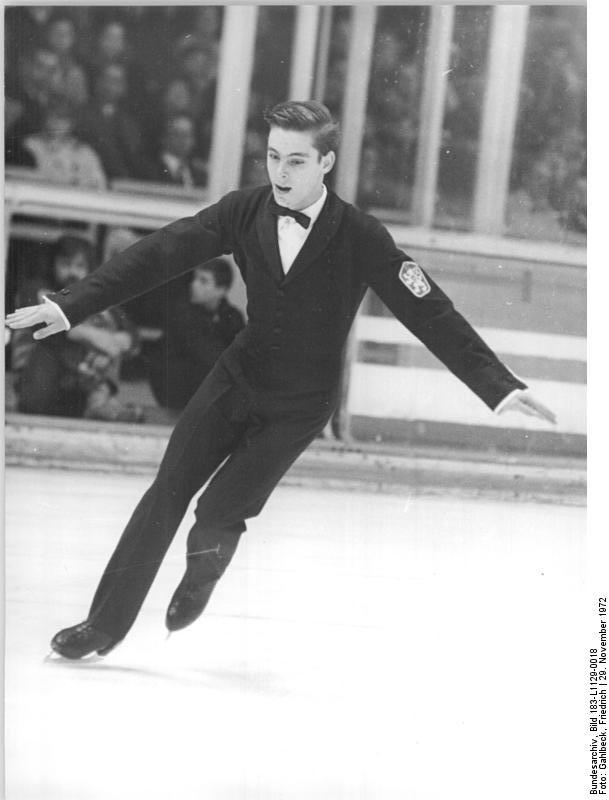 Bundesarchiv, Bild 183-L1129-0018
Foto: Gahlbeck, Friedrich | 29. November 1972